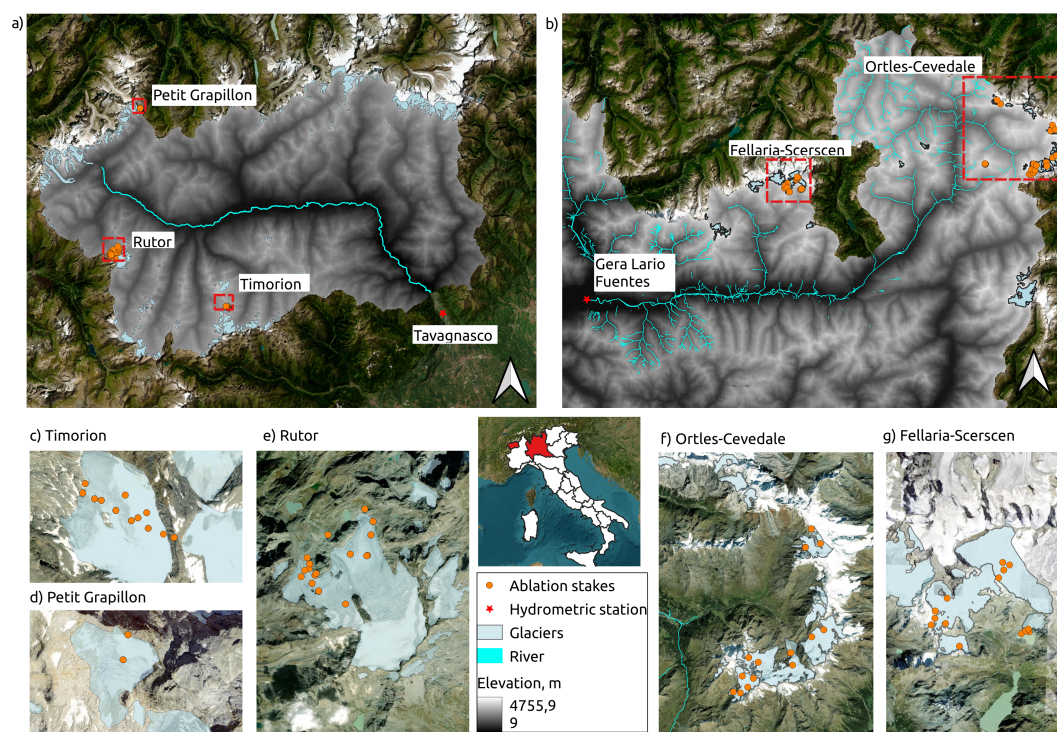 a)
Petit Grapillon
Rutor
Timorion
Tavagnasco
b)
Ortles-Cevedale
Fellaria-Scerscen
Gera Lario
Fuentes
c) Timorion
d) Petit Grapillon
e) Rutor
Ablation stakes
Hydrometric station
Glaciers
River
Elevation, m
4755,9
9
f) Ortles-Cevedale
g) Fellaria-Scerscen